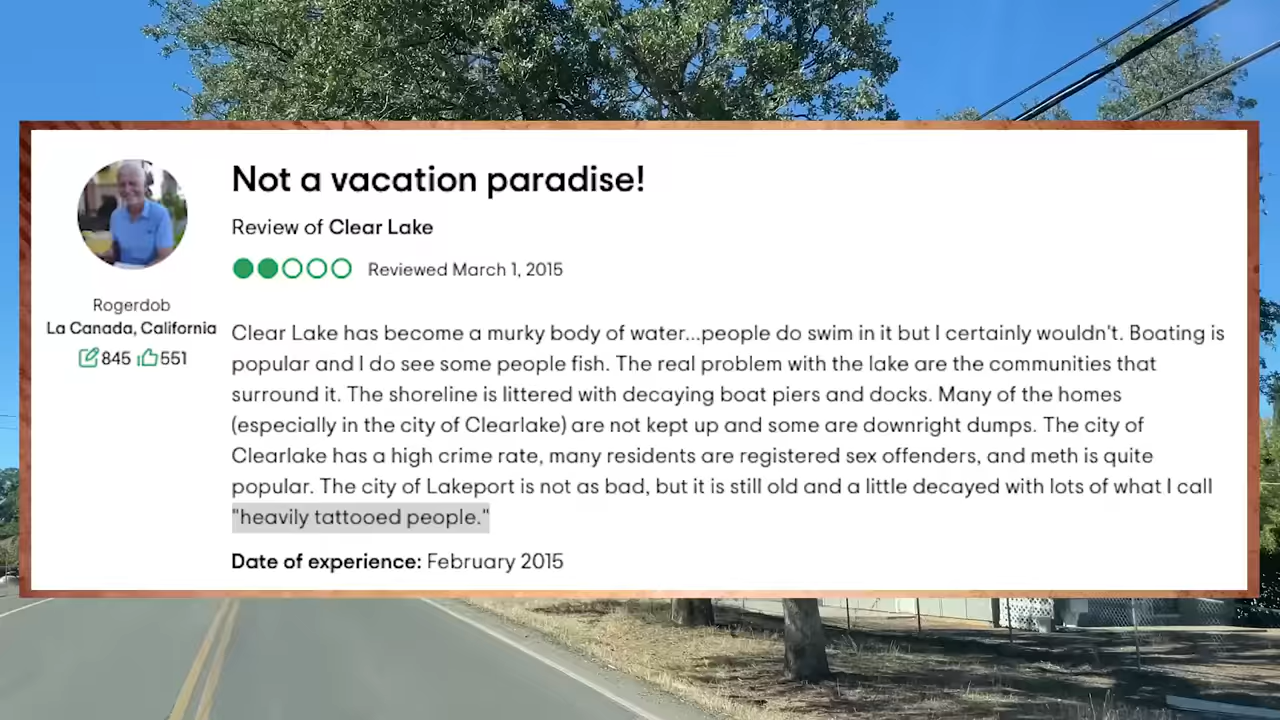 Not a vacation paradise!
Review of Clear Lake
Reviewed March 1, 2015
Rogerdob
La Canada, California
845 551
Clear Lake has become a murky body of water...people do swim in it but I certainly wouldn't. Boating is
popular and I do see some people fish. The real problem with the lake are the communities that
surround it. The shoreline is littered with decaying boat piers and docks. Many of the homes
(especially in the city of Clearlake) are not kept up and some are downright dumps. The city of
Clearlake has a high crime rate, many residents are registered sex offenders, and meth is quite
popular. The city of Lakeport is not as bad, but it is still old and a little decayed with lots of what I call
"heavily tattooed people."
Date of experience: February 2015